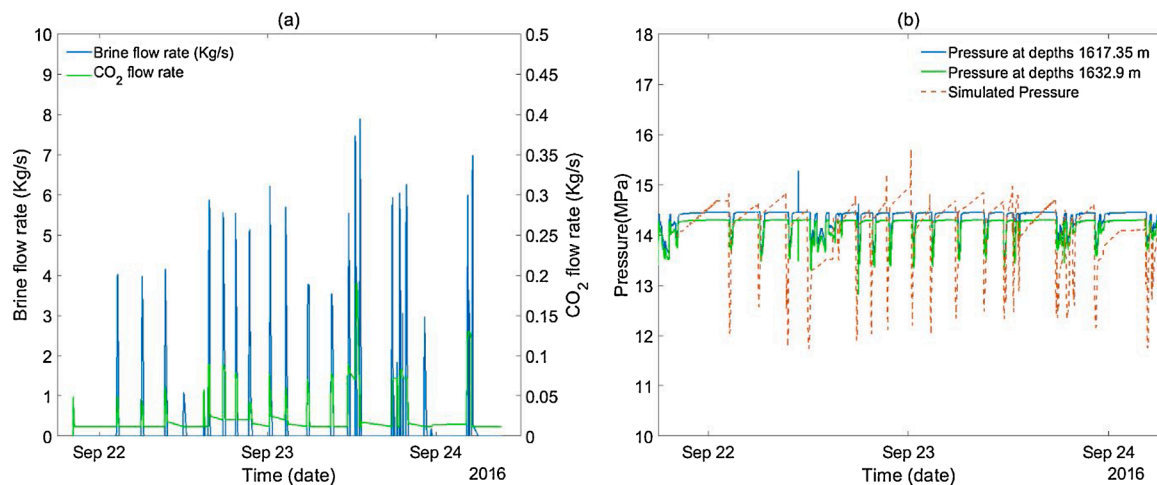 (a)
10
9
8
7
6
5
4
3
2
1
0
Brine flow rate (Kg/s)
Brine flow rate (Kg/s)
CO2 flow rate
0.5
0.45
0.4
0.35
0.3
0.25
0.2
0.15
0.1
0.05
0
CO2 flow rate (Kg/s)
Sep 22 Sep 23 Sep 24
Time (date) 2016
(b)
18
17
16
15
14
13
12
11
10
Pressure(MPa)
Pressure at depths 1617.35 m
Pressure at depths 1632.9 m
Simulated Pressure
Sep 22 Sep 23 Sep 24
Time (date) 2016